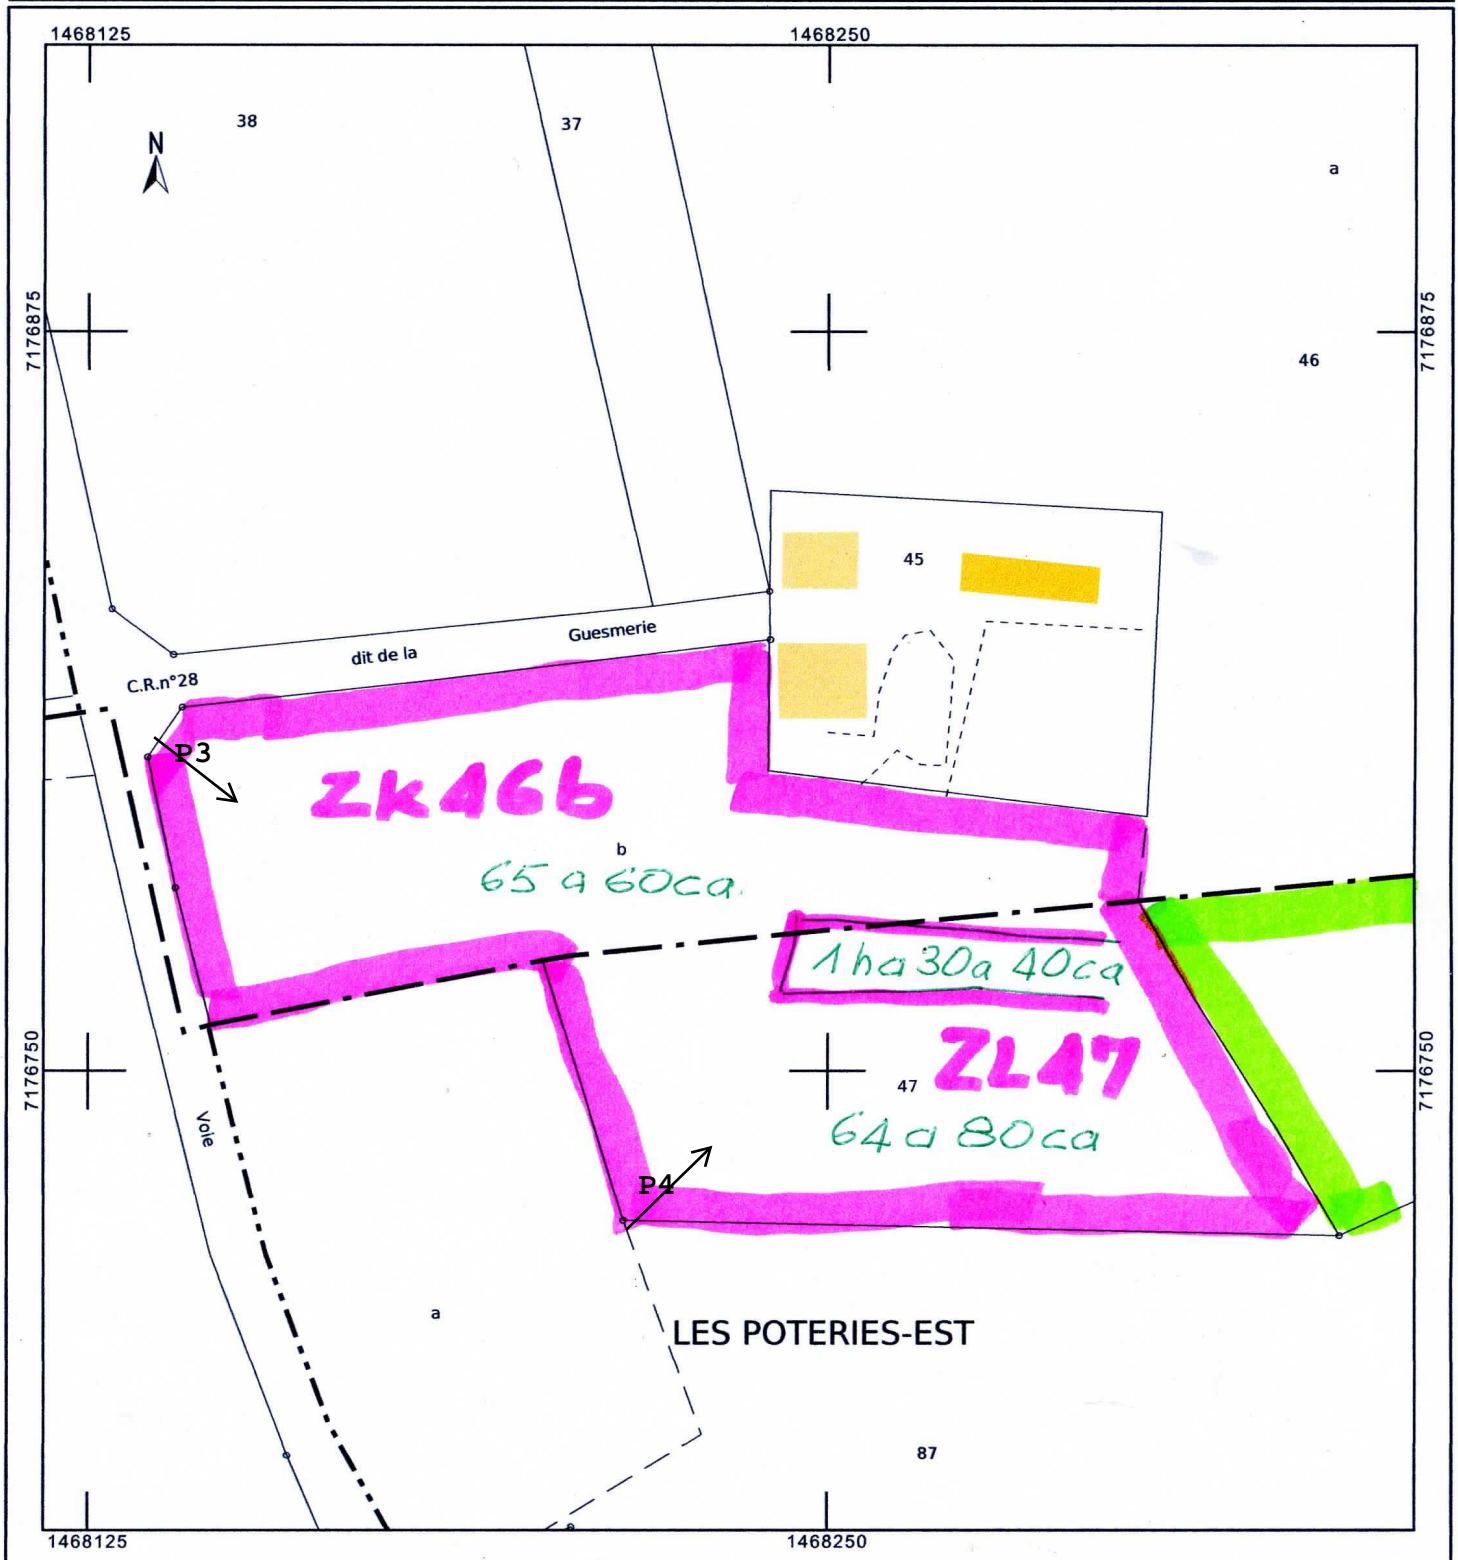 1468125
1468250
38
37
N
a
7176875
7176875
46
45
Guesmerie
dit de la
C.R.n°28
P3
ZK46b
b
65 a 60ca.
1ha 30a 40ca
ZL47
7176750
7176750
47
Voie
64 a 80ca
P4
a
LES POTERIES-EST
87
1468125
1468250